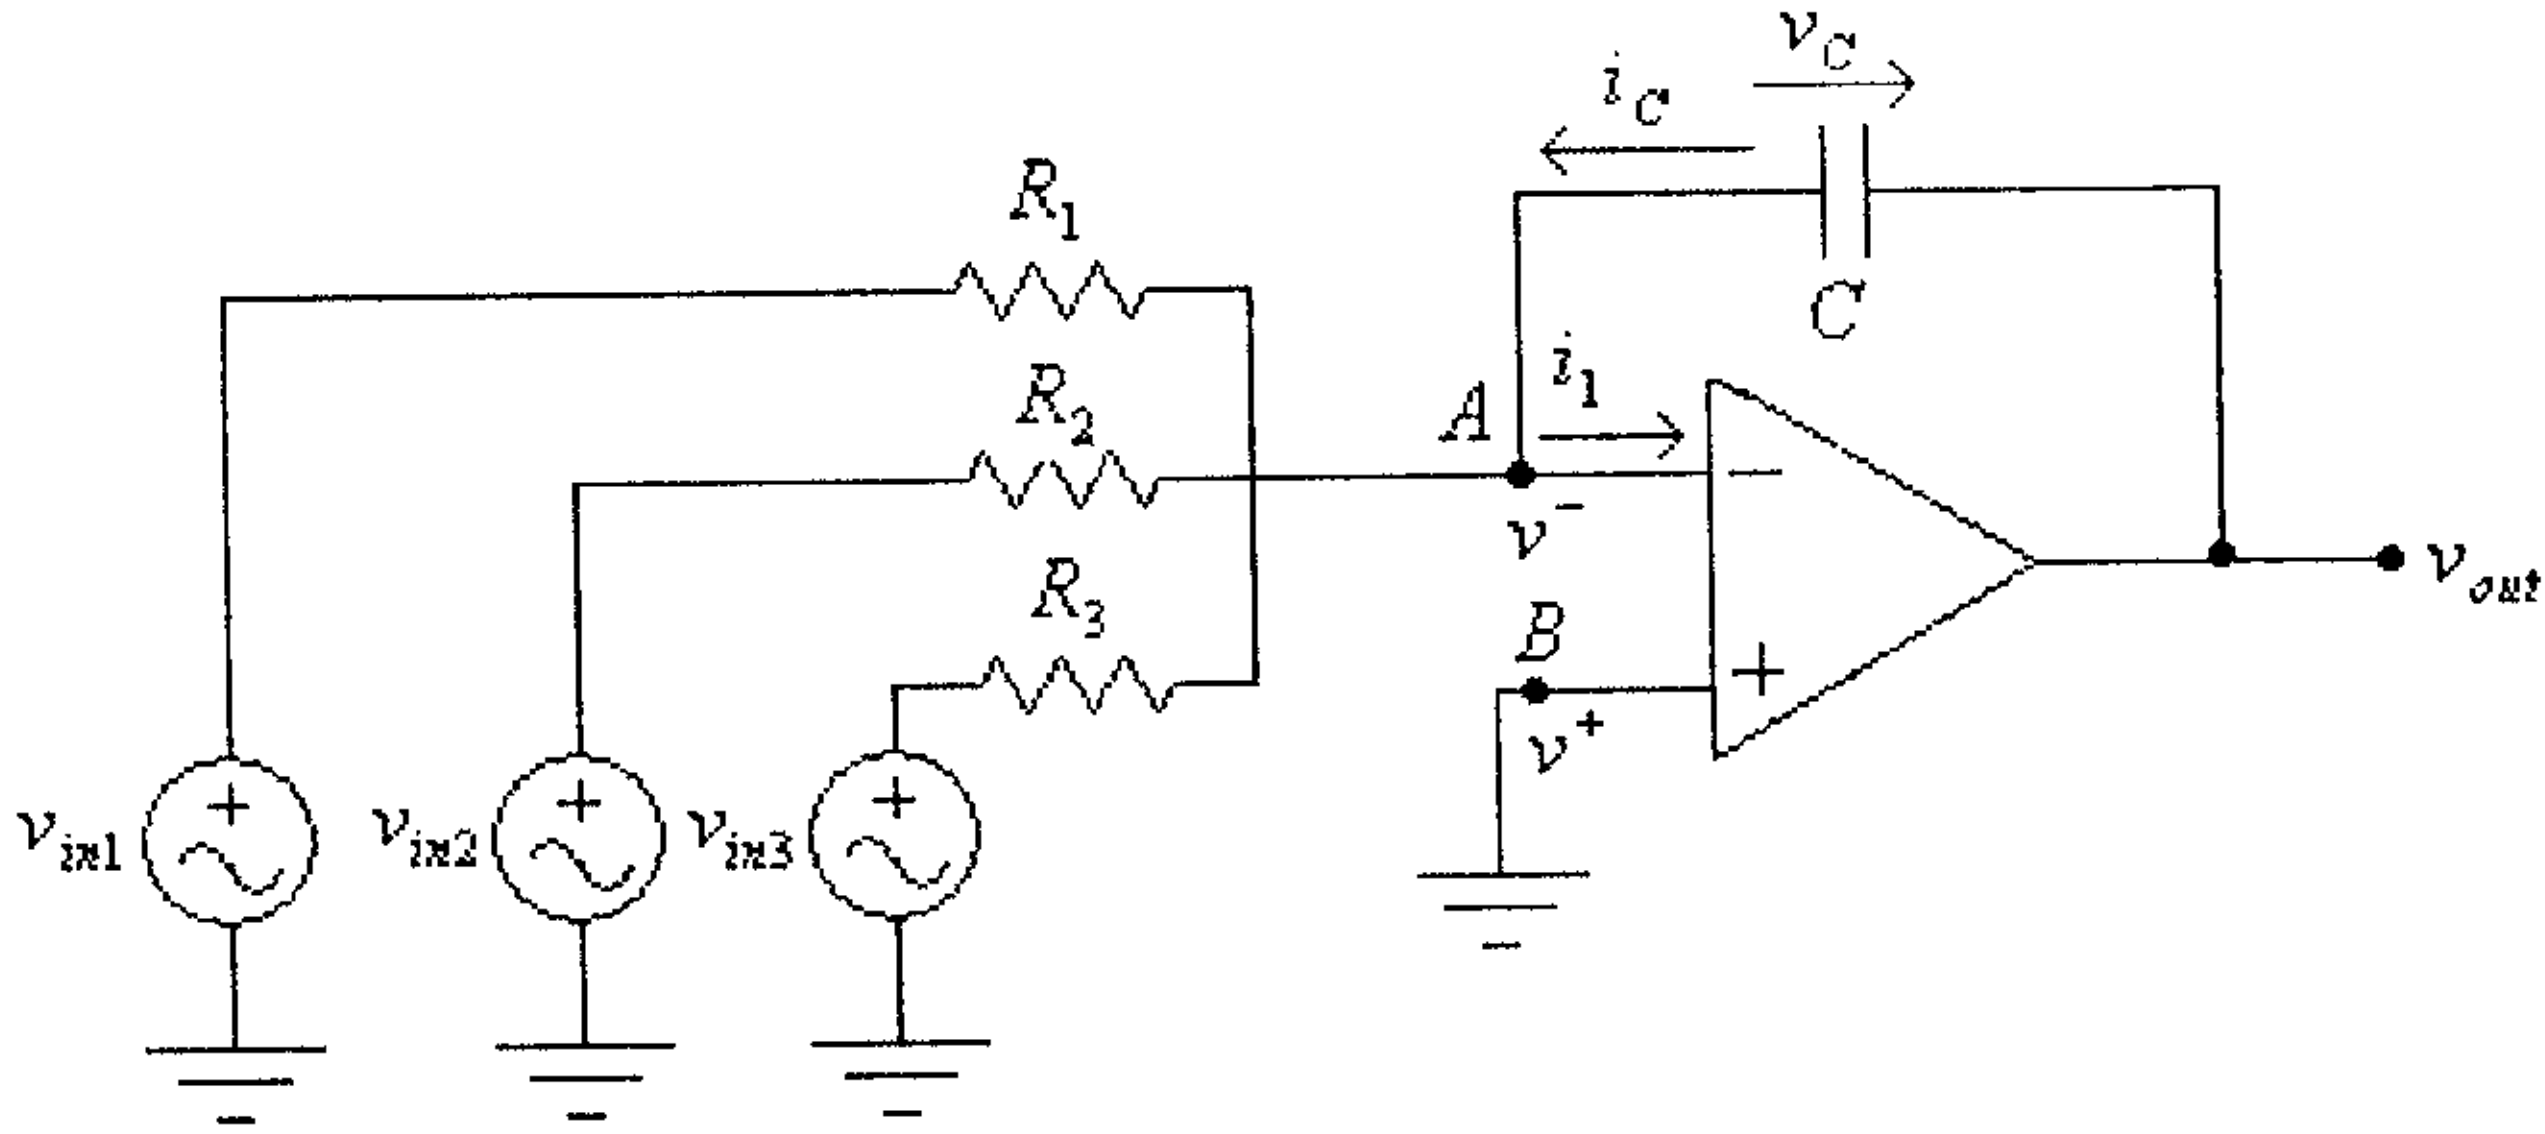 v_C
i_C
R_1
C
i_1
R_2
A
−
v^−
v_out
R_3
B
+
v^+
+
+
+
v_in1
v_in2
v_in3